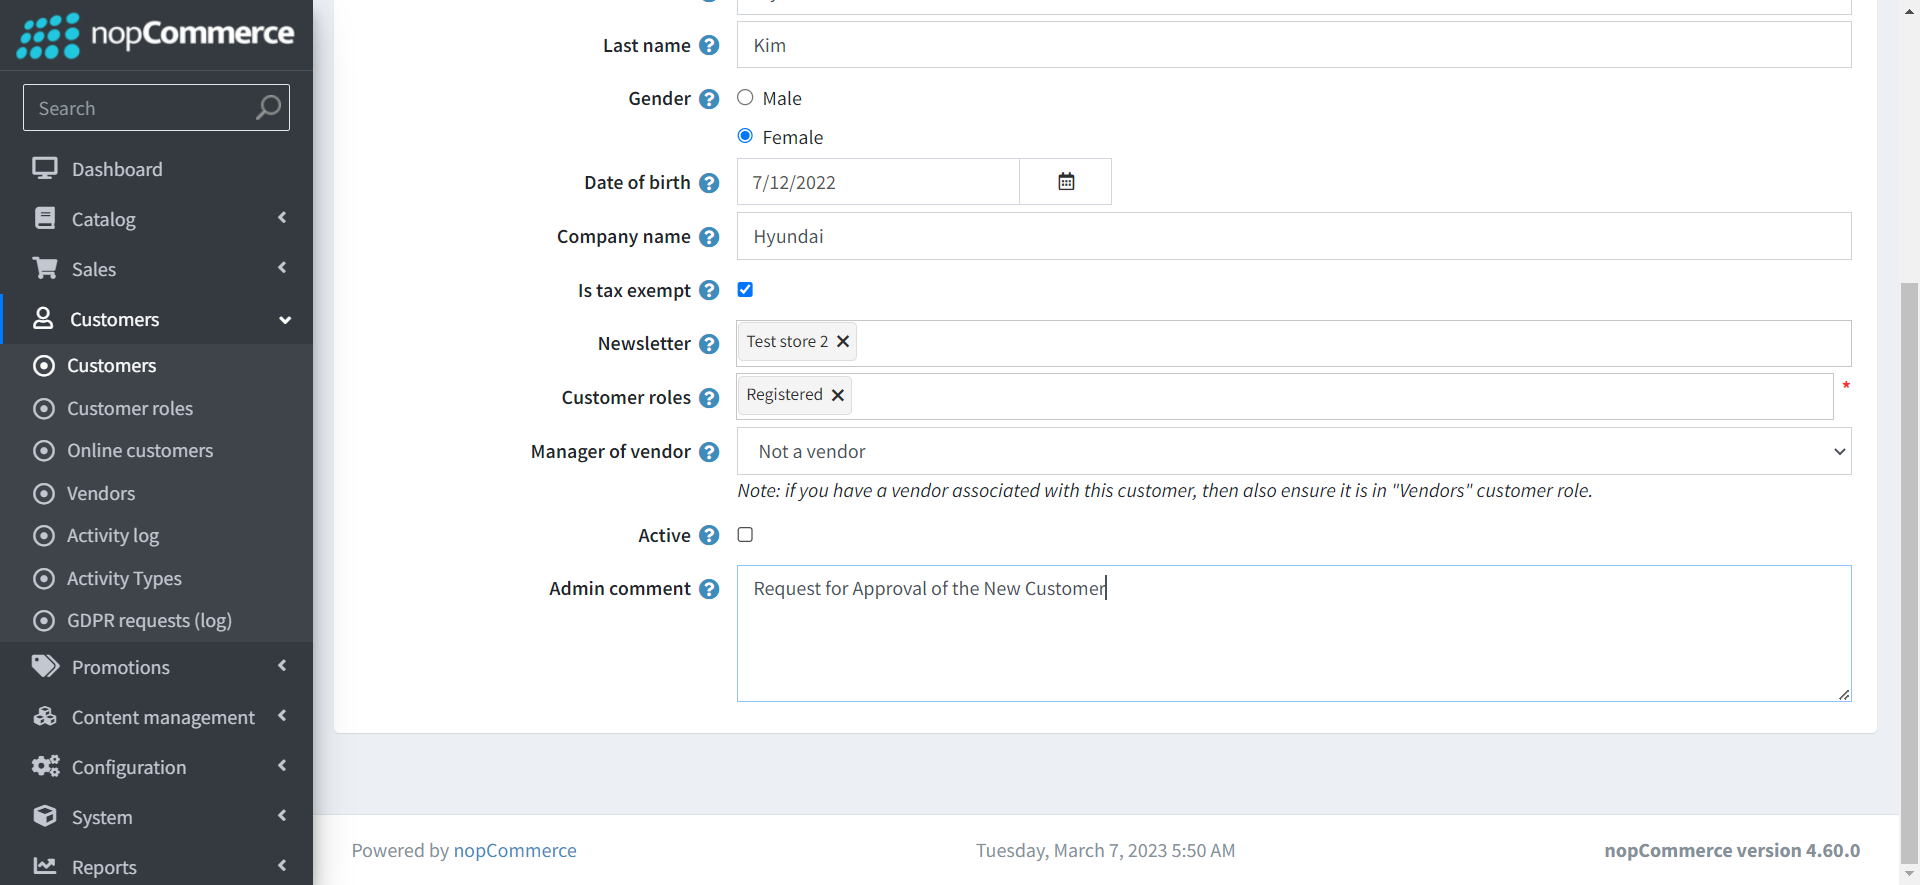 nopCommerce
Search
Dashboard
Catalog
Sales
Customers
Customers
Customer roles
Online customers
Vendors
Activity log
Activity Types
GDPR requests (log)
Promotions
Content management
Configuration
System
Reports
Last name ? Kim
Gender ? Male
Female
Date of birth ? 7/12/2022
Company name ? Hyundai
Is tax exempt ?
Newsletter ? Test store 2 ×
Customer roles ? Registered × *
Manager of vendor ? Not a vendor
Note: if you have a vendor associated with this customer, then also ensure it is in "Vendors" customer role.
Active ?
Admin comment ? Request for Approval of the New Customer
Powered by nopCommerce Tuesday, March 7, 2023 5:50 AM nopCommerce version 4.60.0